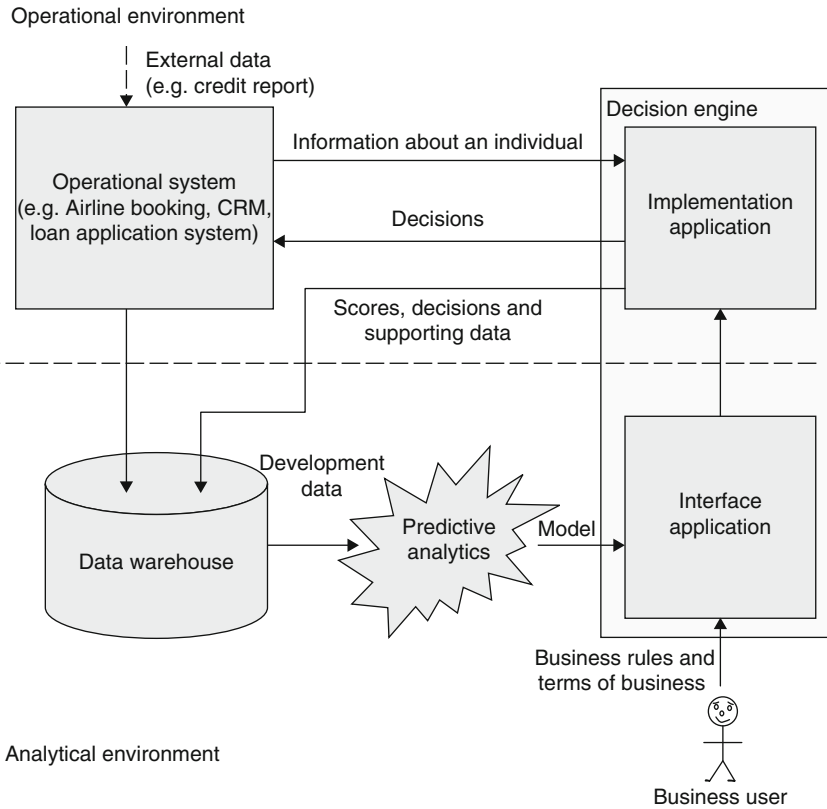 Operational environment
External data
(e.g. credit report)
Decision engine
Information about an individual
Operational system
(e.g. Airline booking, CRM,
loan application system)
Implementation
application
Decisions
Scores, decisions and
supporting data
Development
data
Predictive
analytics
Model
Interface
application
Data warehouse
Business rules and
terms of business
Analytical environment
Business user